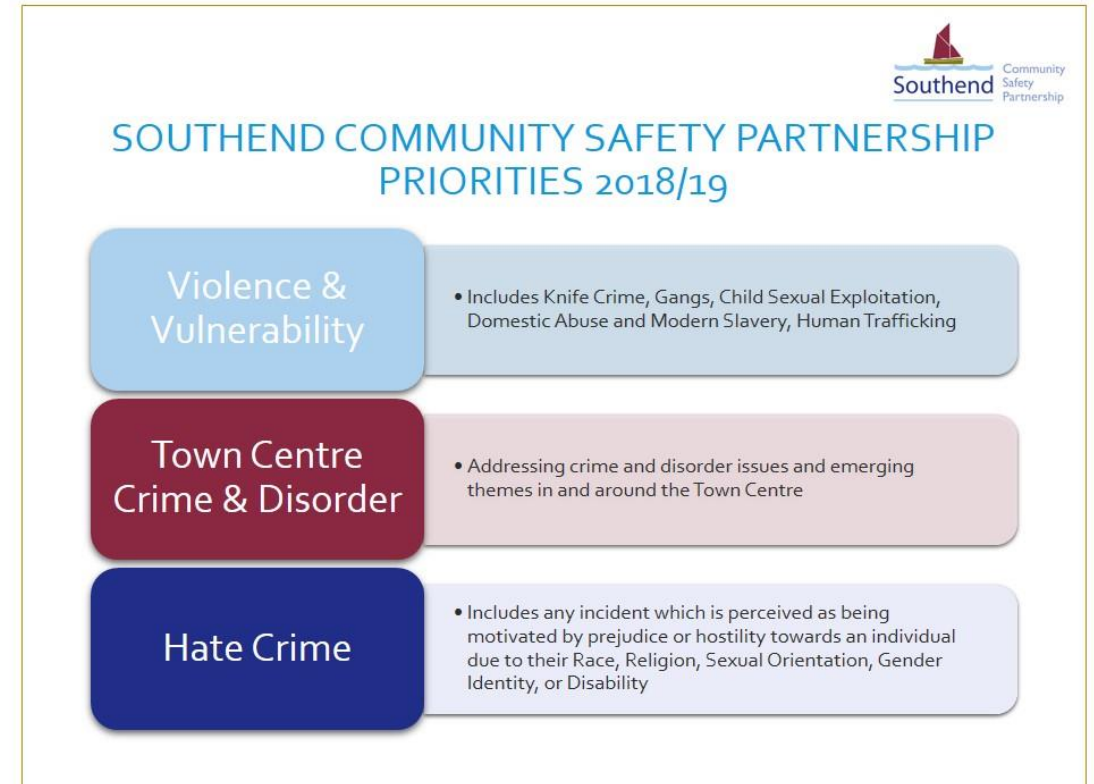 Southend
Community
Safety
Partnership
SOUTHEND COMMUNITY SAFETY PARTNERSHIP
PRIORITIES 2018/19
Violence &
Vulnerability
• Includes Knife Crime, Gangs, Child Sexual Exploitation,
Domestic Abuse and Modern Slavery, Human Trafficking
Town Centre
Crime & Disorder
• Addressing crime and disorder issues and emerging
themes in and around the Town Centre
Hate Crime
• Includes any incident which is perceived as being
motivated by prejudice or hostility towards an individual
due to their Race, Religion, Sexual Orientation, Gender
Identity, or Disability